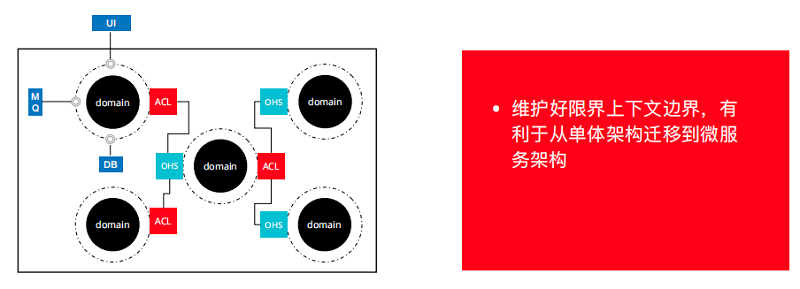 UI
M
Q
domain
ACL
OHS
domain
OHS
domain
ACL
DB
domain
ACL
OHS
domain
• 维护好限界上下文边界，有
利于从单体架构迁移到微服
务架构